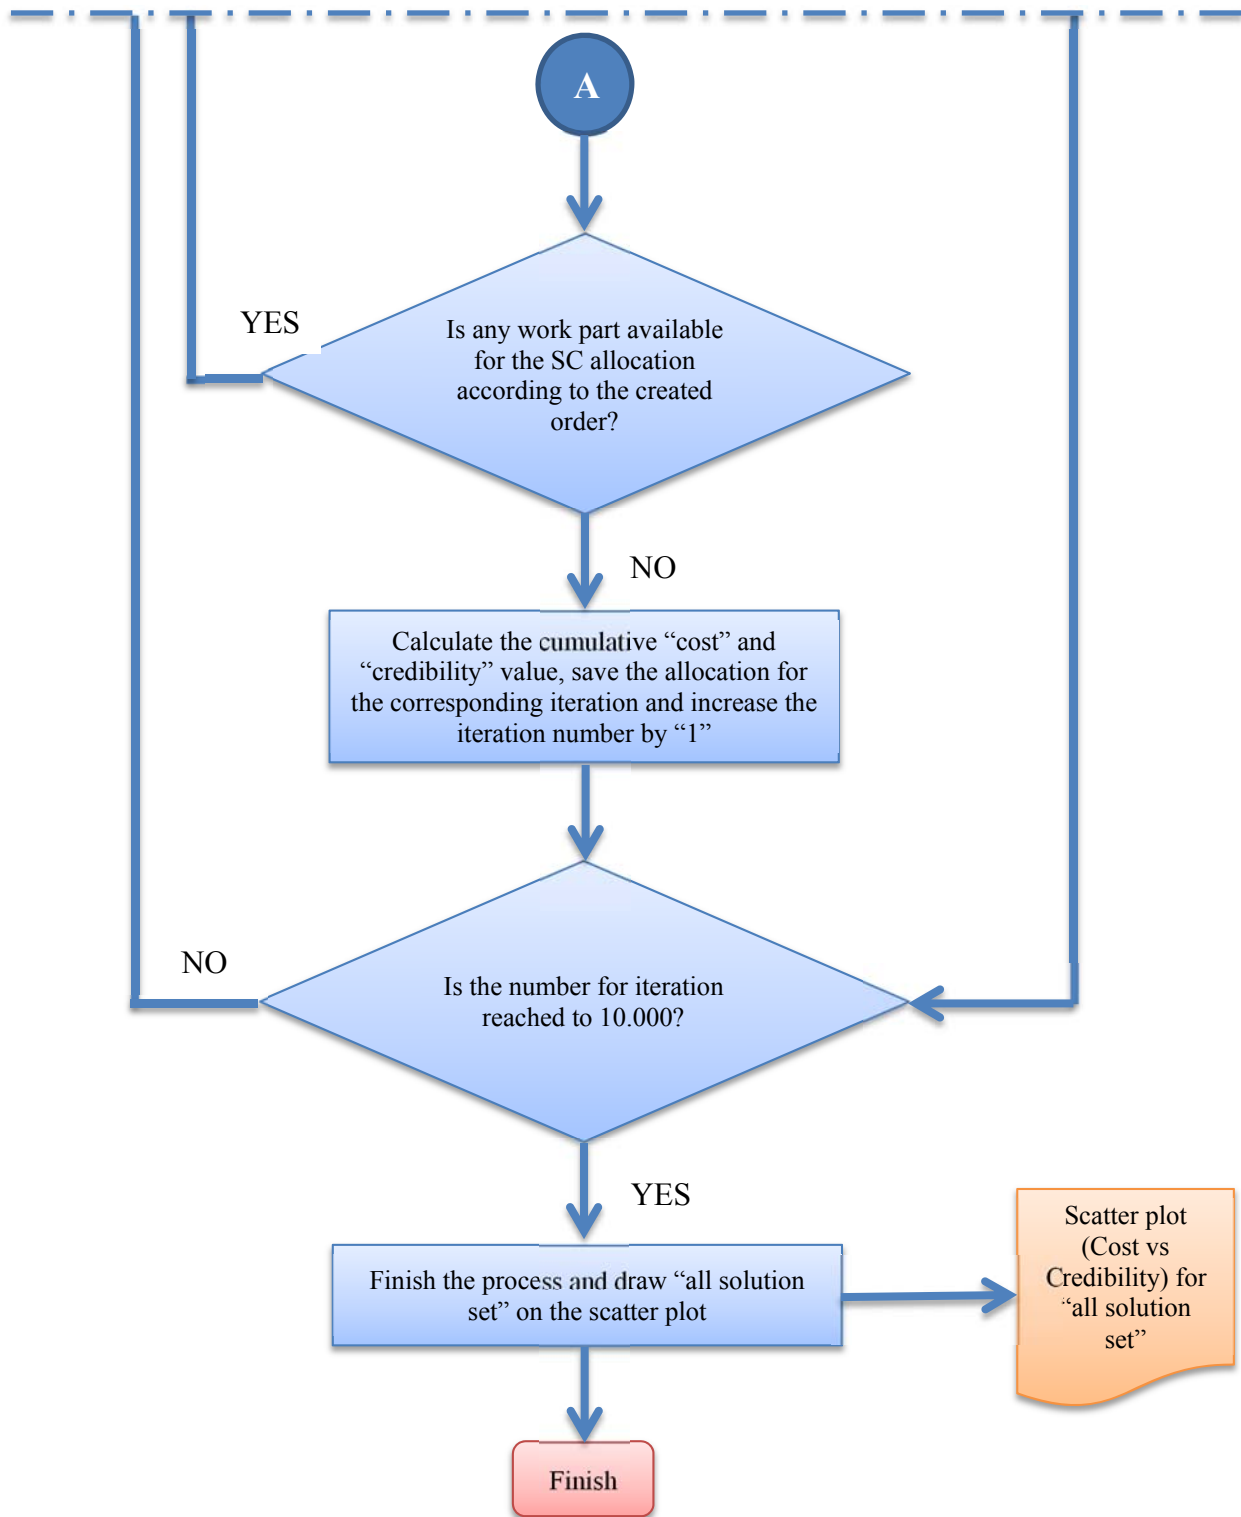 A
YES
Is any work part available
for the SC allocation
according to the created
order?
NO
Calculate the cumulative “cost” and
“credibility” value, save the allocation for
the corresponding iteration and increase the
iteration number by “1”
NO
Is the number for iteration
reached to 10.000?
YES
Finish the process and draw “all solution
set” on the scatter plot
Scatter plot
(Cost vs
Credibility) for
“all solution
set”
Finish